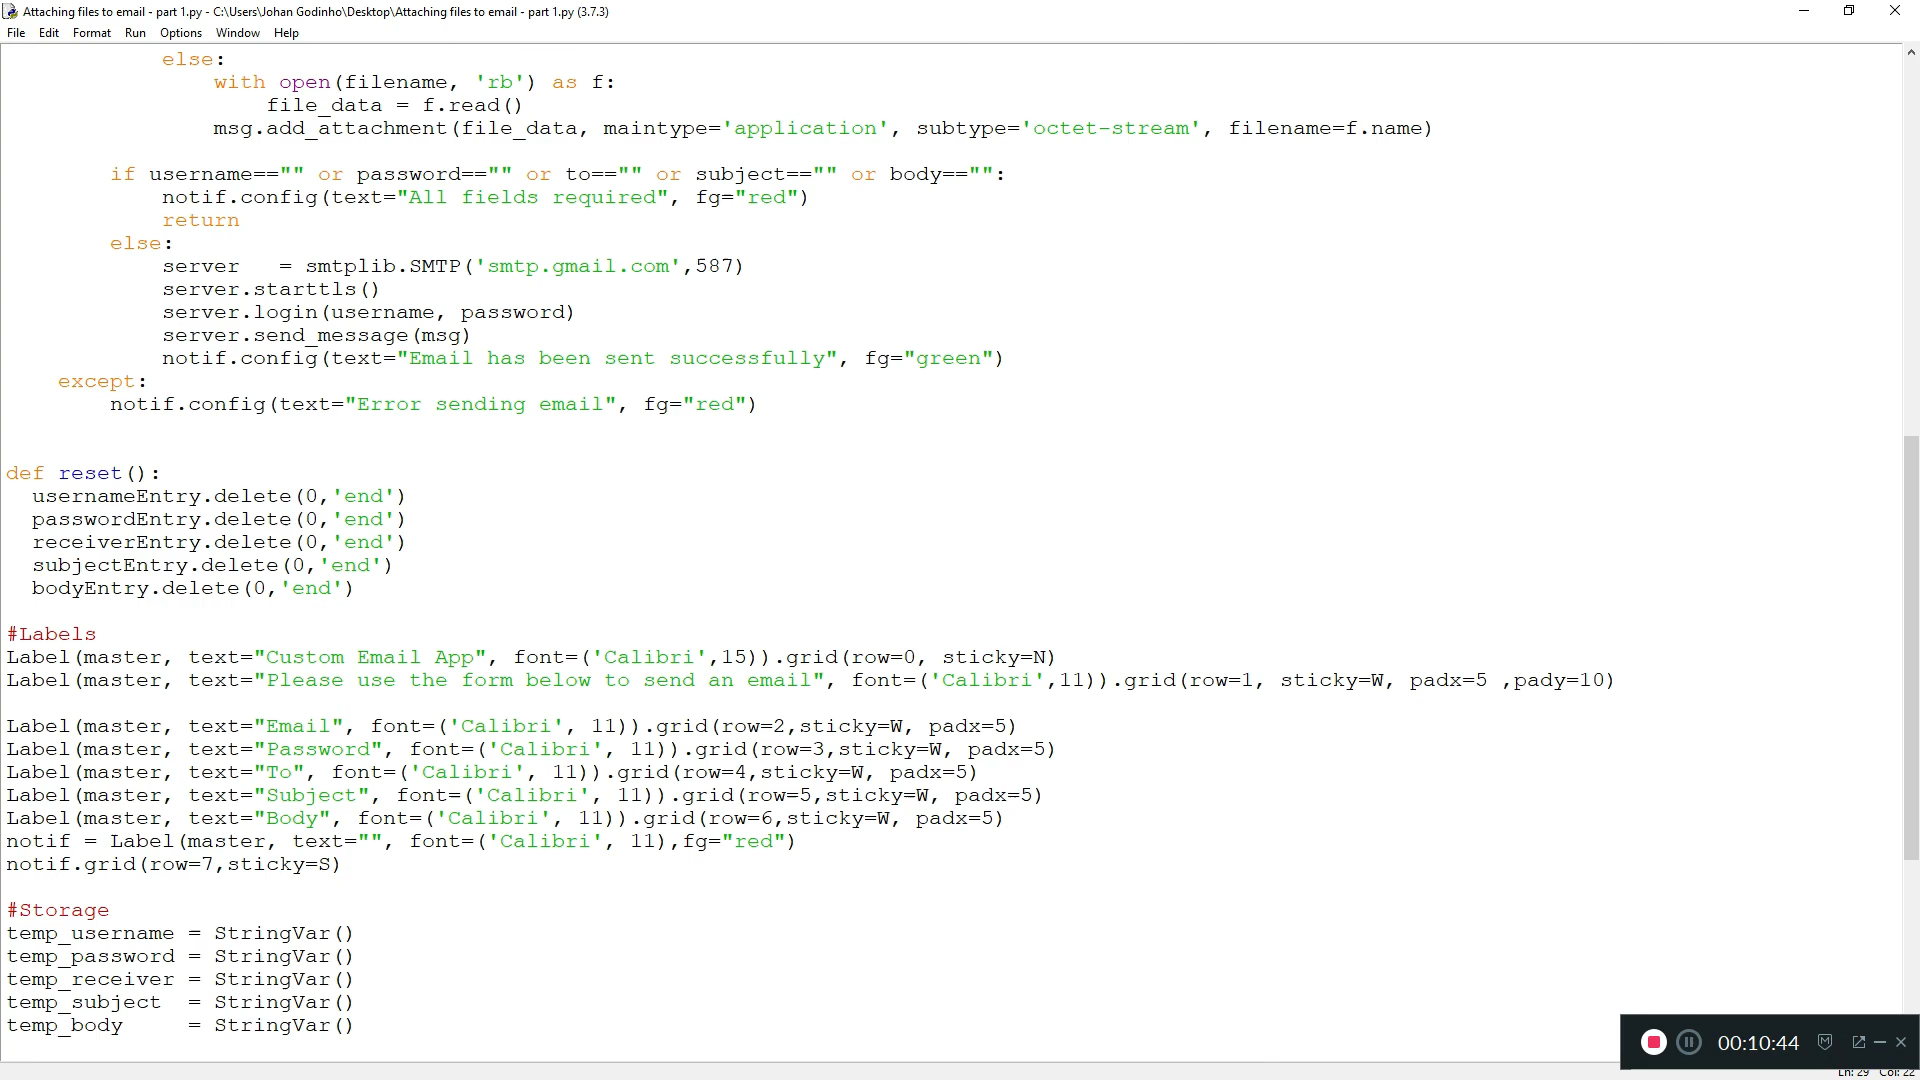 Attaching files to email - part 1.py - C:\Users\Johan Godinho\Desktop\Attaching files to email - part 1.py (3.7.3)
File Edit Format Run Options Window Help
            else:
                with open(filename, 'rb') as f:
                    file_data = f.read()
                msg.add_attachment(file_data, maintype='application', subtype='octet-stream', filename=f.name)
        if username=="" or password=="" or to=="" or subject=="" or body=="":
            notif.config(text="All fields required", fg="red")
            return
        else:
            server   = smtplib.SMTP('smtp.gmail.com',587)
            server.starttls()
            server.login(username, password)
            server.send_message(msg)
            notif.config(text="Email has been sent successfully", fg="green")
    except:
        notif.config(text="Error sending email", fg="red")
def reset():
  usernameEntry.delete(0,'end')
  passwordEntry.delete(0,'end')
  receiverEntry.delete(0,'end')
  subjectEntry.delete(0,'end')
  bodyEntry.delete(0,'end')
#Labels
Label(master, text="Custom Email App", font=('Calibri',15)).grid(row=0, sticky=N)
Label(master, text="Please use the form below to send an email", font=('Calibri',11)).grid(row=1, sticky=W, padx=5 ,pady=10)
Label(master, text="Email", font=('Calibri', 11)).grid(row=2,sticky=W, padx=5)
Label(master, text="Password", font=('Calibri', 11)).grid(row=3,sticky=W, padx=5)
Label(master, text="To", font=('Calibri', 11)).grid(row=4,sticky=W, padx=5)
Label(master, text="Subject", font=('Calibri', 11)).grid(row=5,sticky=W, padx=5)
Label(master, text="Body", font=('Calibri', 11)).grid(row=6,sticky=W, padx=5)
notif = Label(master, text="", font=('Calibri', 11),fg="red")
notif.grid(row=7,sticky=S)
#Storage
temp_username = StringVar()
temp_password = StringVar()
temp_receiver = StringVar()
temp_subject  = StringVar()
temp_body     = StringVar()
00:10:44
Ln: 29 Col: 22